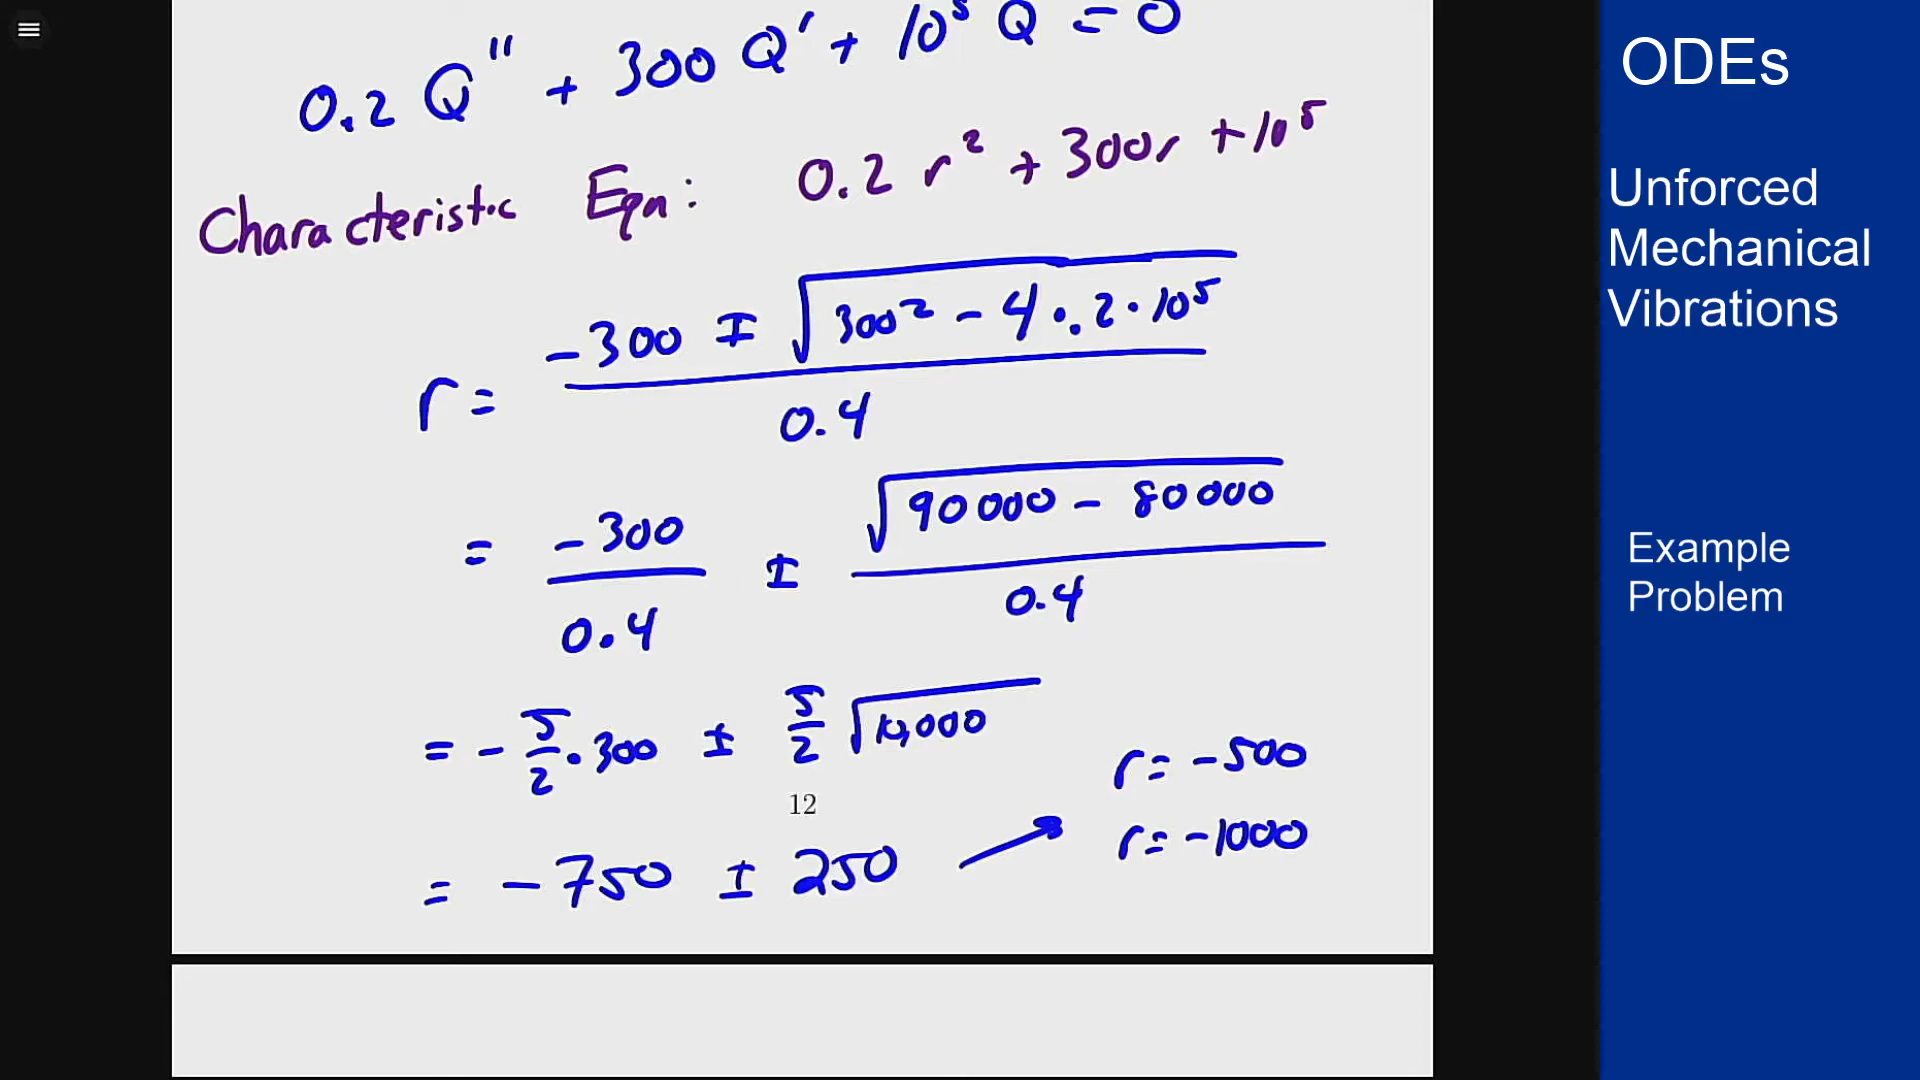 0.2 Q'' + 300 Q' + 10⁵ Q = 0
Characteristic Eqn: 0.2 r² + 300r + 10⁵
r = (-300 ± √(300² - 4·.2·10⁵)) / 0.4
= -300/0.4 ± √(90000 - 80000)/0.4
= - 5/2 · 300 ± 5/2 √10,000
12
= -750 ± 250 → r = -500
r = -1000
ODEs
Unforced
Mechanical
Vibrations
Example
Problem